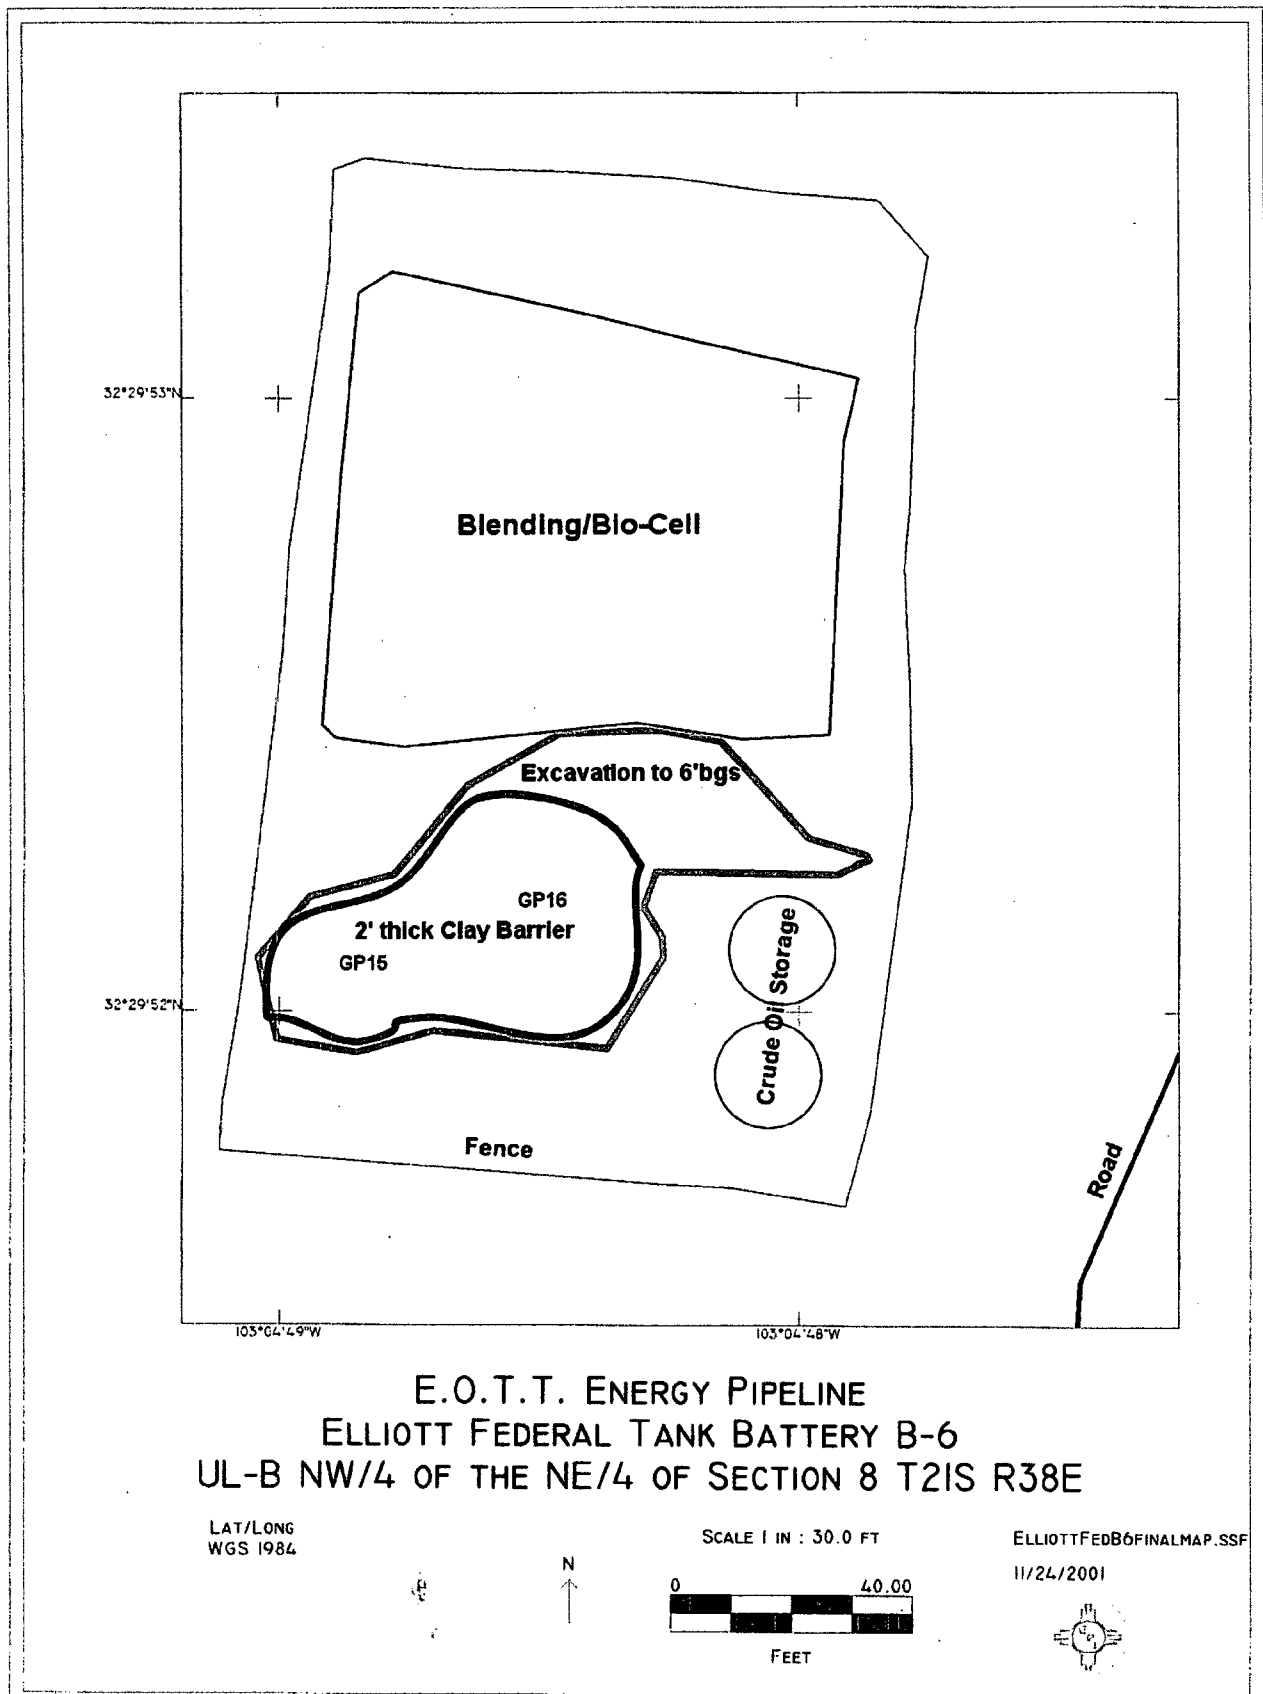 32°29'53"N
Blending/Bio-Cell
Excavation to 6'bgs
GP16
2' thick Clay Barrier
GP15
Crude Oil Storage
32°29'52"N
Fence
Road
103°04'49"W
103°04'48"W
E.O.T.T. ENERGY PIPELINE
ELLIOTT FEDERAL TANK BATTERY B-6
UL-B NW/4 OF THE NE/4 OF SECTION 8 T21S R38E
LAT/LONG
WGS 1984
N
SCALE 1 IN : 30.0 FT
0 40.00
FEET
ELLIOTTFEDB6FINALMAP.SSF
11/24/2001